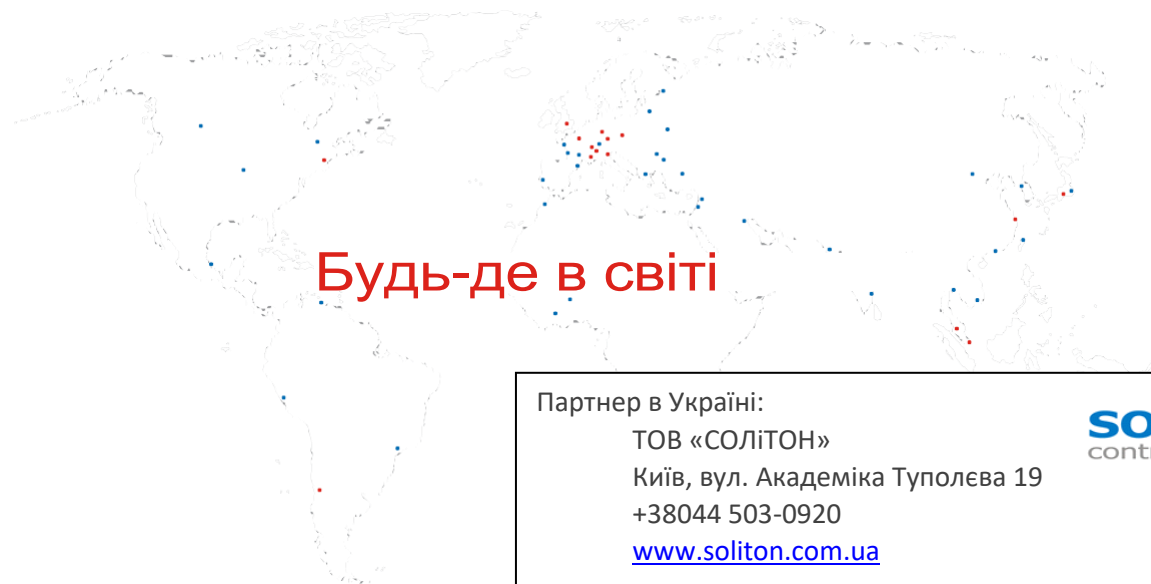 Будь-де в світі
Партнер в Україні:
ТОВ «СОЛіТОН»
Київ, вул. Академіка Туполєва 19
+38044 503-0920
www.soliton.com.ua